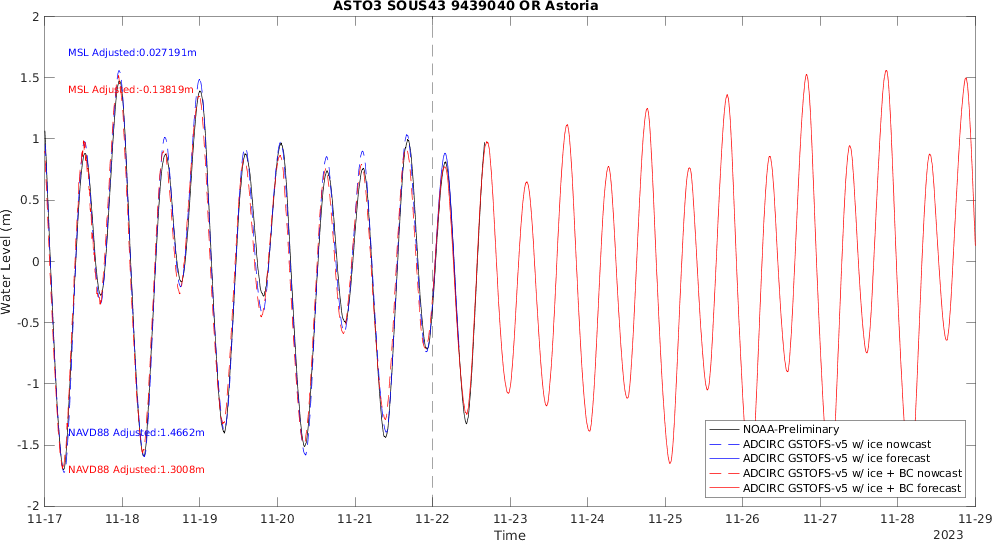 ASTO3 SOUS43 9439040 OR Astoria
MSL Adjusted:0.027191m
MSL Adjusted:-0.13819m
NAVD88 Adjusted:1.4662m
NAVD88 Adjusted:1.3008m
Water Level (m)
2
1.5
1
0.5
0
-0.5
-1
-1.5
-2
NOAA-Preliminary
ADCIRC GSTOFS-v5 w/ ice nowcast
ADCIRC GSTOFS-v5 w/ ice forecast
ADCIRC GSTOFS-v5 w/ ice + BC nowcast
ADCIRC GSTOFS-v5 w/ ice + BC forecast
11-17 11-18 11-19 11-20 11-21 11-22 11-23 11-24 11-25 11-26 11-27 11-28 11-29
Time
2023